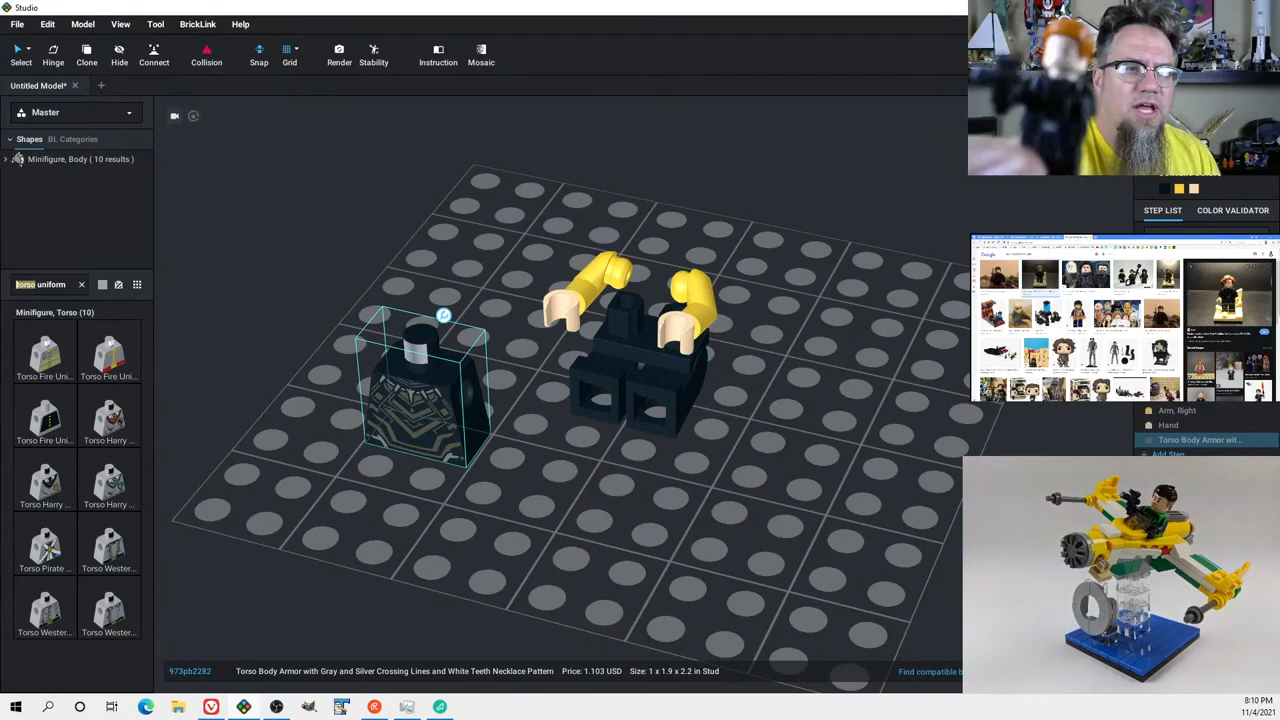 Studio
File Edit Model View Tool BrickLink Help
Select Hinge Clone Hide Connect Collision Snap Grid Render Stability Instruction Mosaic
Untitled Model*
Master
Shapes BL Categories
Minifigure, Body ( 10 results )
STEP LIST COLOR VALIDATOR
torso uniform
Minifigure, Torso (10)
Torso Fire Uni... Torso Fire Uni...
Torso Fire Uni... Torso Harry ...
Torso Harry ... Torso Harry ...
Torso Pirate ... Torso Wester...
Torso Wester... Torso Wester...
Arm, Right
Hand
Torso Body Armor wit...
Add Step
973pb2282 Torso Body Armor with Gray and Silver Crossing Lines and White Teeth Necklace Pattern Price: 1.103 USD Size: 1 x 1.9 x 2.2 in Stud
Find compatible b
8:10 PM
11/4/2021